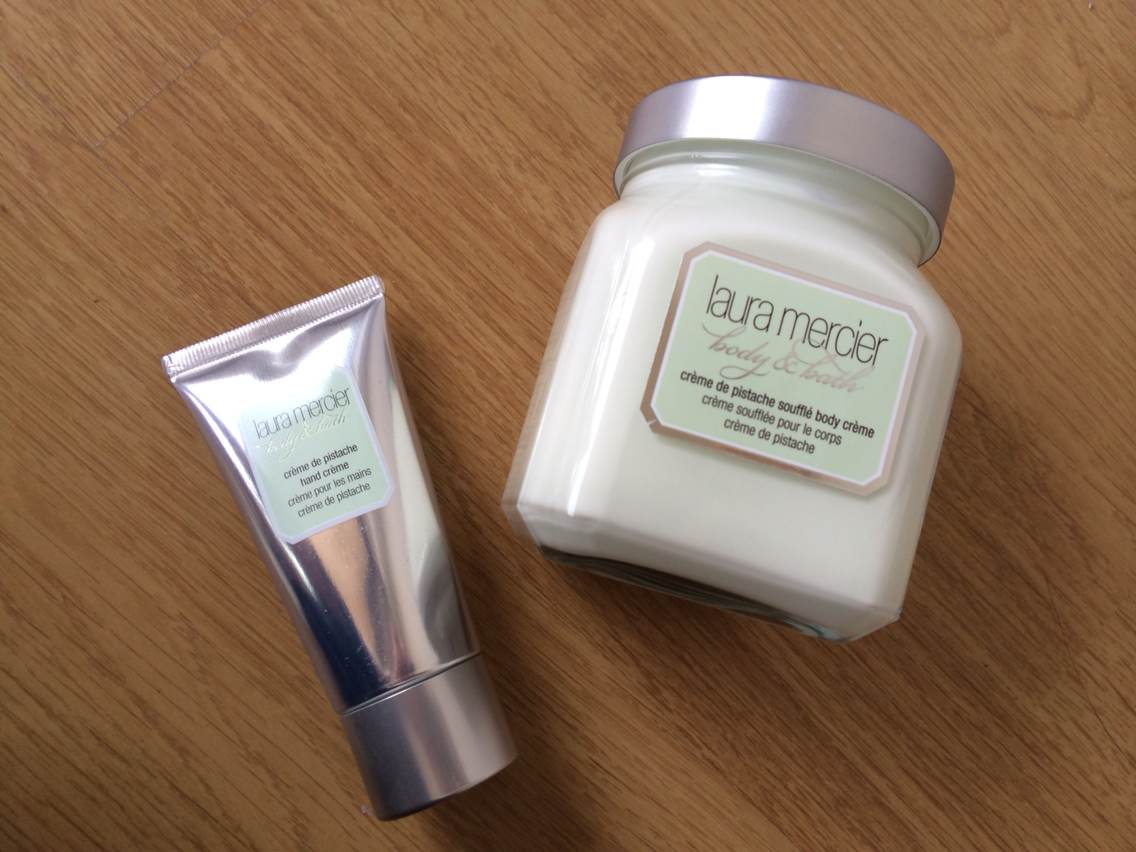 laura mercier
body & bath
crème de pistache
hand crème
crème pour les mains
crème de pistache
laura mercier
body & bath
crème de pistache soufflé body crème
crème soufflée pour le corps
crème de pistache